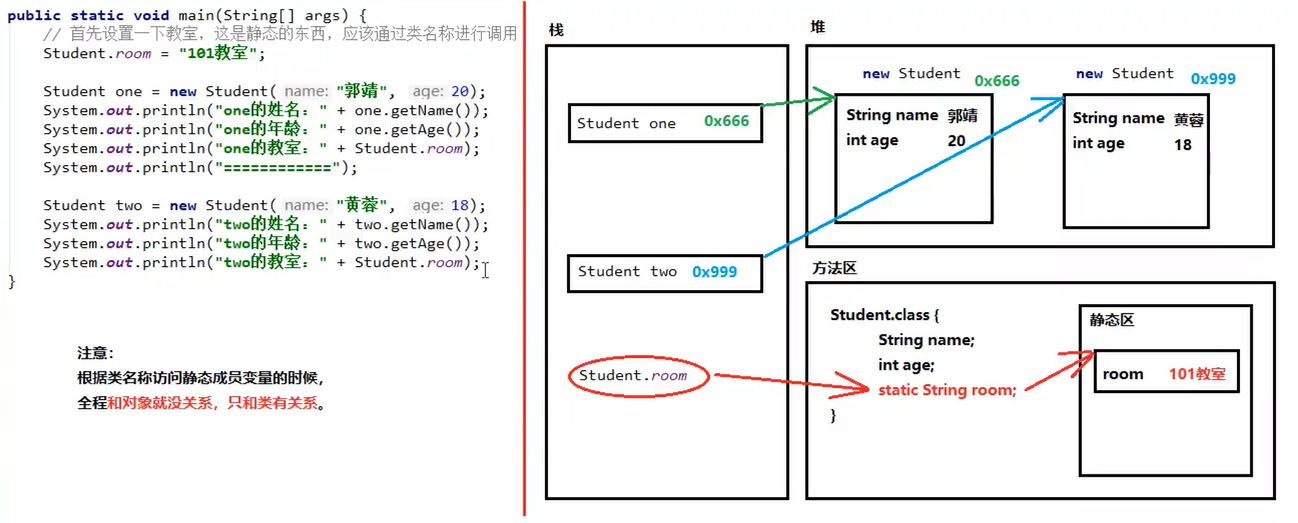 public static void main(String[] args) {
// 首先设置一下教室，这是静态的东西，应该通过类名称进行调用
Student.room = "101教室";
Student one = new Student( name: "郭靖", age: 20);
System.out.println("one的姓名：" + one.getName());
System.out.println("one的年龄：" + one.getAge());
System.out.println("one的教室：" + Student.room);
System.out.println("============");
Student two = new Student( name: "黄蓉", age: 18);
System.out.println("two的姓名：" + two.getName());
System.out.println("two的年龄：" + two.getAge());
System.out.println("two的教室：" + Student.room);
}
注意：
根据类名称访问静态成员变量的时候，
全程和对象就没关系，只和类有关系。
栈
Student one 0x666
Student two 0x999
Student.room
堆
new Student 0x666
String name 郭靖
int age 20
new Student 0x999
String name 黄蓉
int age 18
方法区
Student.class {
String name;
int age;
static String room;
}
静态区
room 101教室